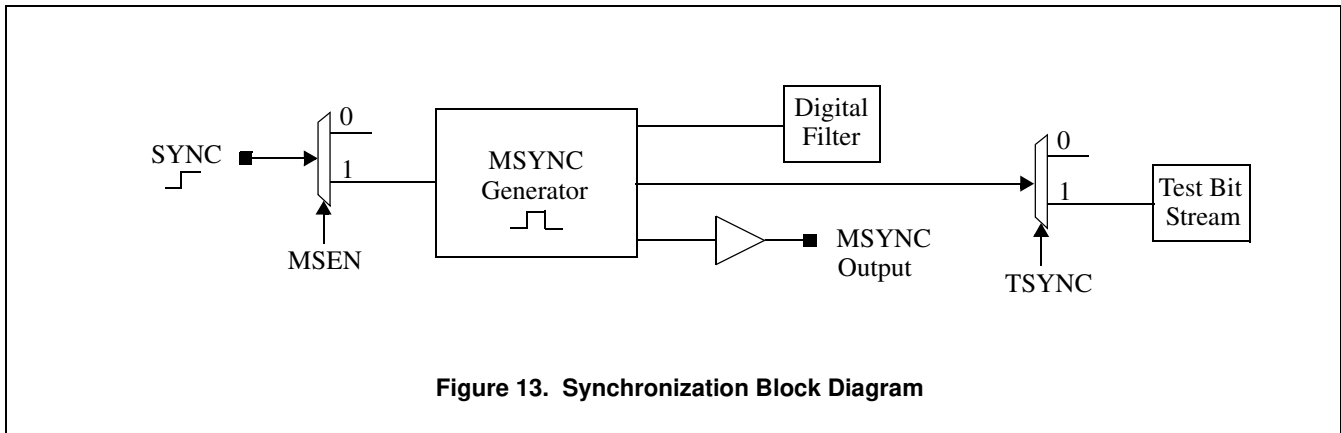 SYNC
0
1
MSEN
MSYNC
Generator
Digital
Filter
MSYNC
Output
0
1
TSYNC
Test Bit
Stream
Figure 13. Synchronization Block Diagram